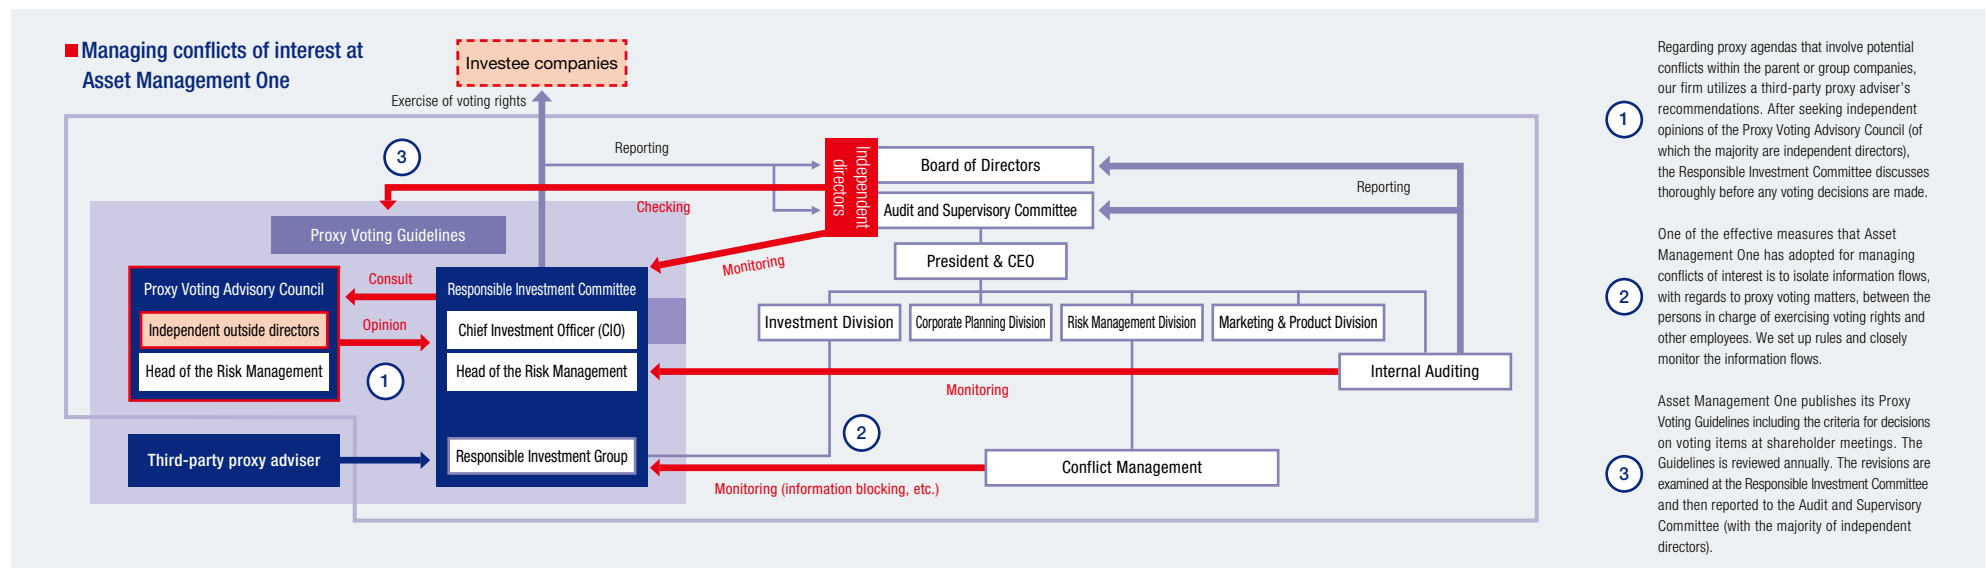 Managing conflicts of interest at
Asset Management One
Investee companies
Exercise of voting rights
3
Reporting
Independent
directors
Board of Directors
Audit and Supervisory Committee
Reporting
Checking
Proxy Voting Guidelines
Monitoring
President & CEO
Proxy Voting Advisory Council
Independent outside directors
Head of the Risk Management
Consult
Opinion
1
Responsible Investment Committee
Chief Investment Officer (CIO)
Head of the Risk Management
Responsible Investment Group
Investment Division
Corporate Planning Division
Risk Management Division
Marketing & Product Division
Internal Auditing
Monitoring
2
Third-party proxy adviser
Conflict Management
Monitoring (information blocking, etc.)
1
Regarding proxy agendas that involve potential
conflicts within the parent or group companies,
our firm utilizes a third-party proxy adviser's
recommendations. After seeking independent
opinions of the Proxy Voting Advisory Council (of
which the majority are independent directors),
the Responsible Investment Committee discusses
thoroughly before any voting decisions are made.
2
One of the effective measures that Asset
Management One has adopted for managing
conflicts of interest is to isolate information flows,
with regards to proxy voting matters, between the
persons in charge of exercising voting rights and
other employees. We set up rules and closely
monitor the information flows.
3
Asset Management One publishes its Proxy
Voting Guidelines including the criteria for decisions
on voting items at shareholder meetings. The
Guidelines is reviewed annually. The revisions are
examined at the Responsible Investment Committee
and then reported to the Audit and Supervisory
Committee (with the majority of independent
directors).